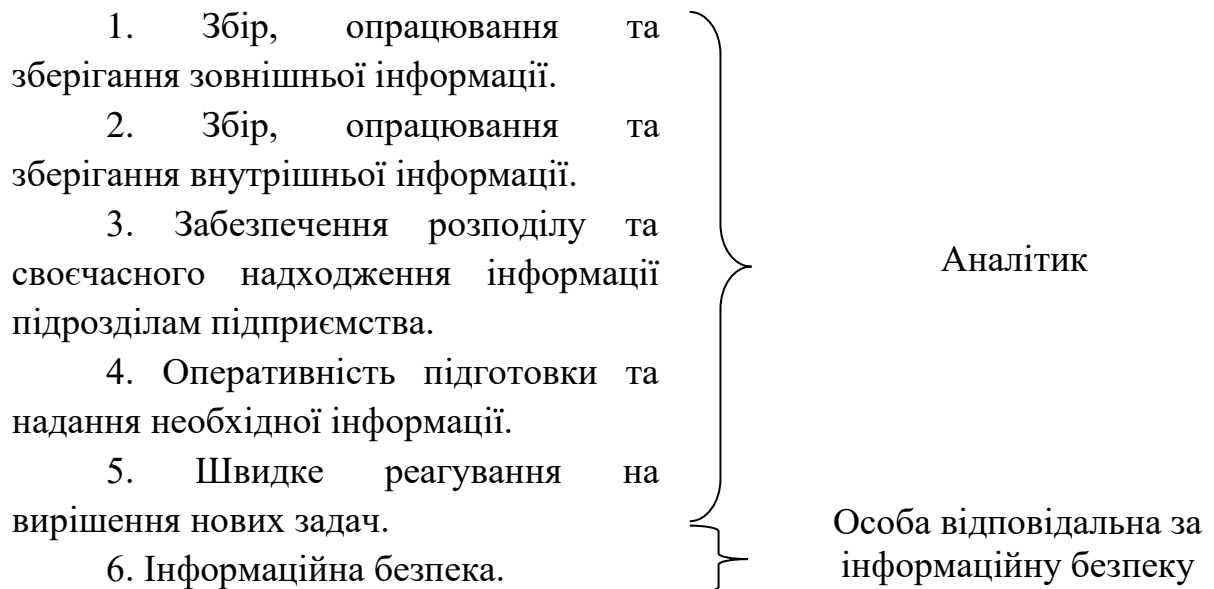 1. Збір, опрацювання та
зберігання зовнішньої інформації.
2. Збір, опрацювання та
зберігання внутрішньої інформації.
3. Забезпечення розподілу та
своєчасного надходження інформації
підрозділам підприємства.
4. Оперативність підготовки та
надання необхідної інформації.
5. Швидке реагування на
вирішення нових задач.
6. Інформаційна безпека.
Аналітик
Особа відповідальна за
інформаційну безпеку